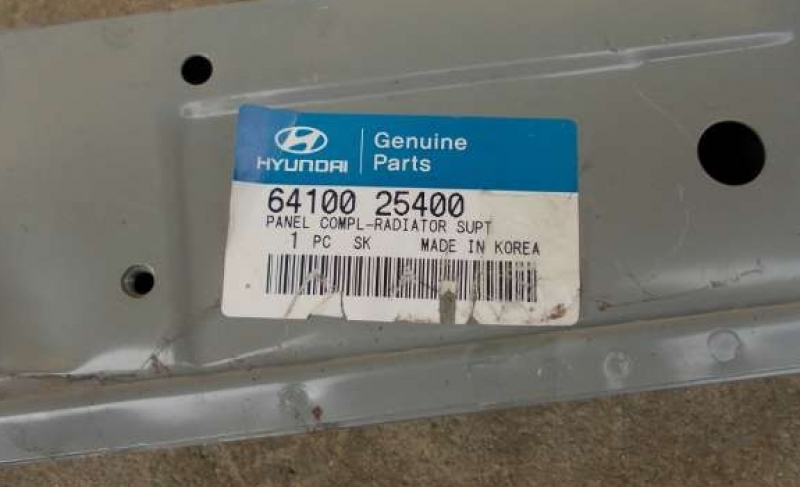 HYUNDAI
Genuine
Parts
64100 25400
PANEL COMPL-RADIATOR SUPT
1 PC SK MADE IN KOREA